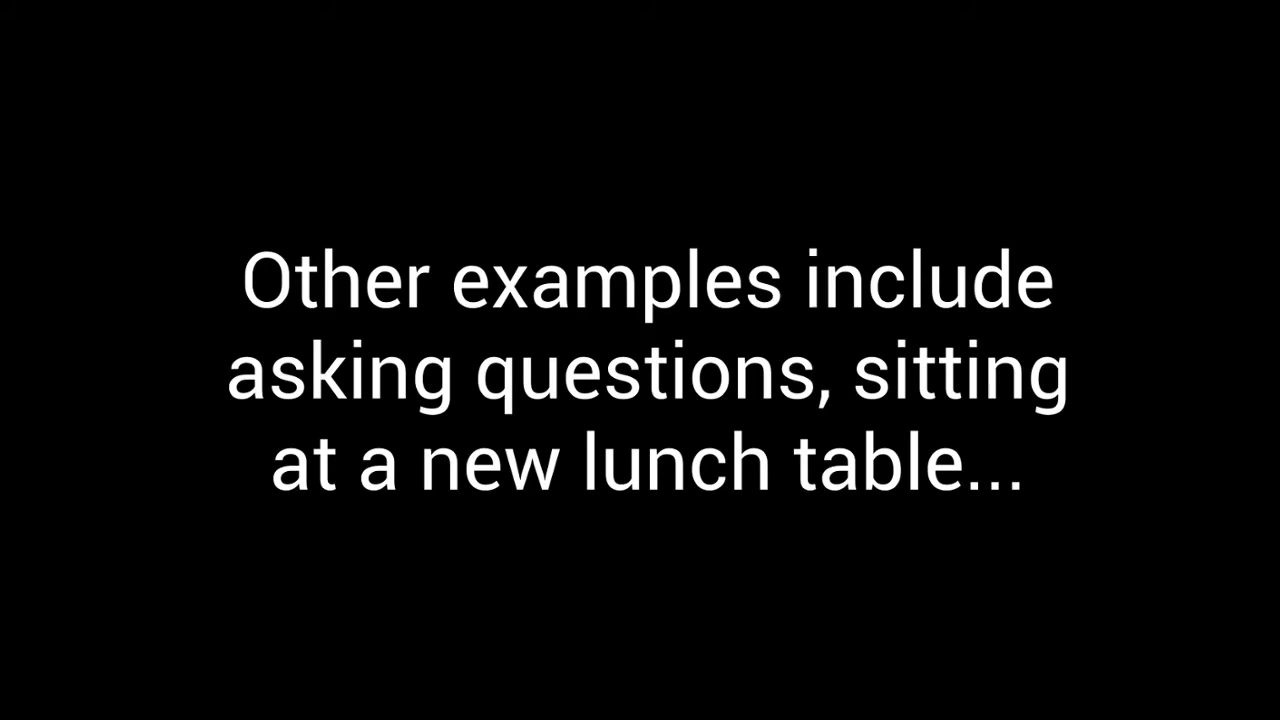 Other examples include
asking questions, sitting
at a new lunch table...